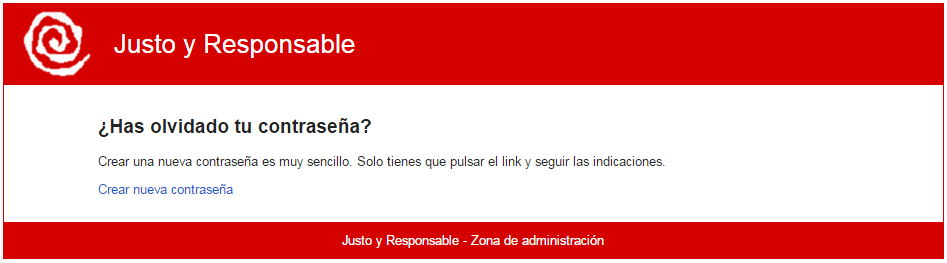 Justo y Responsable
¿Has olvidado tu contraseña?
Crear una nueva contraseña es muy sencillo. Solo tienes que pulsar el link y seguir las indicaciones.
Crear nueva contraseña
Justo y Responsable - Zona de administración